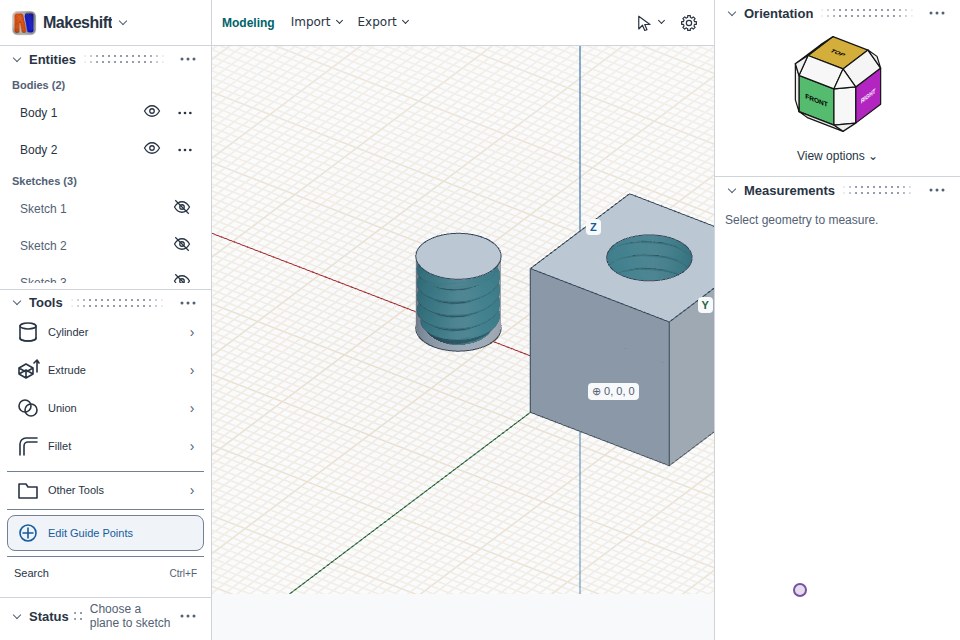 Makeshift
Entities
Bodies (2)
Body 1
Body 2
Sketches (3)
Sketch 1
Sketch 2
Sketch 3
Tools
Cylinder
Extrude
Union
Fillet
Other Tools
Edit Guide Points
Search Ctrl+F
Status
Choose a
plane to sketch
Modeling Import Export
Z
Y
⊕ 0, 0, 0
Orientation
TOP
FRONT
RIGHT
View options
Measurements
Select geometry to measure.